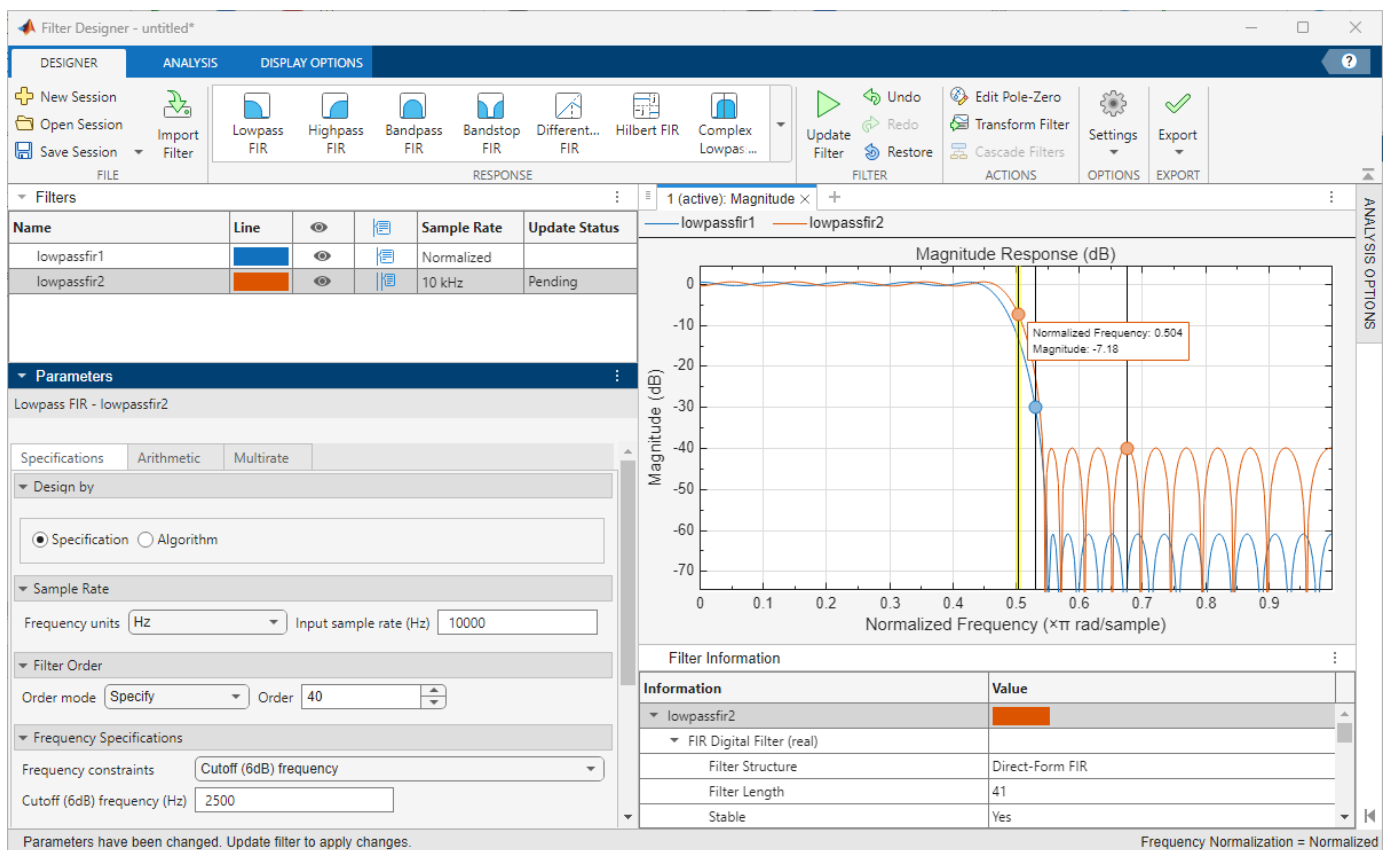 Filter Designer - untitled*
DESIGNER ANALYSIS DISPLAY OPTIONS ?
New Session
Open Session
Save Session
Import
Filter
Lowpass
FIR
Highpass
FIR
Bandpass
FIR
Bandstop
FIR
Different...
FIR
Hilbert FIR
Complex
Lowpas ...
Update
Filter
Undo
Redo
Restore
Edit Pole-Zero
Transform Filter
Cascade Filters
Settings
Export
FILE RESPONSE FILTER ACTIONS OPTIONS EXPORT
Filters
Name Line Sample Rate Update Status
lowpassfir1 Normalized
lowpassfir2 10 kHz Pending
Parameters
Lowpass FIR - lowpassfir2
Specifications Arithmetic Multirate
Design by
Specification Algorithm
Sample Rate
Frequency units Hz Input sample rate (Hz) 10000
Filter Order
Order mode Specify Order 40
Frequency Specifications
Frequency constraints Cutoff (6dB) frequency
Cutoff (6dB) frequency (Hz) 2500
1 (active): Magnitude
lowpassfir1 lowpassfir2
Magnitude Response (dB)
Magnitude (dB)
0
-10
-20
-30
-40
-50
-60
-70
Normalized Frequency: 0.504
Magnitude: -7.18
0 0.1 0.2 0.3 0.4 0.5 0.6 0.7 0.8 0.9
Normalized Frequency (×π rad/sample)
Filter Information
Information Value
lowpassfir2
FIR Digital Filter (real)
Filter Structure Direct-Form FIR
Filter Length 41
Stable Yes
ANALYSIS OPTIONS
Parameters have been changed. Update filter to apply changes. Frequency Normalization = Normalized